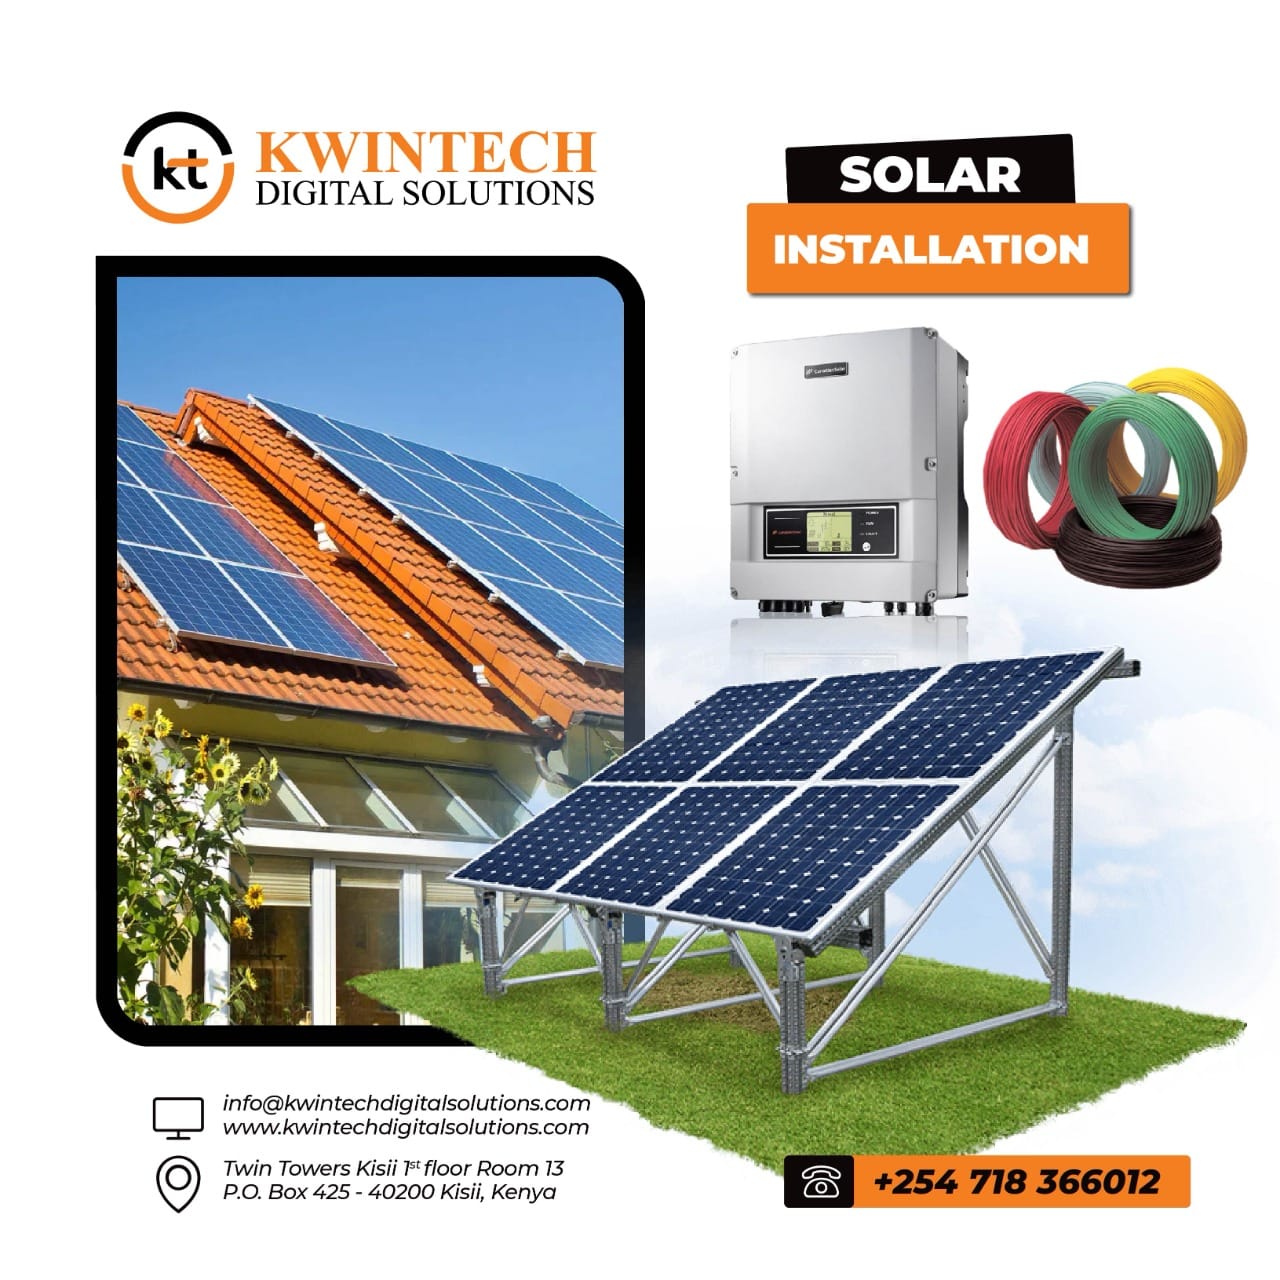 kt
KWINTECH
DIGITAL SOLUTIONS
SOLAR
INSTALLATION
CanadianSolar
info@kwintechdigitalsolutions.com
www.kwintechdigitalsolutions.com
Twin Towers Kisii 1st floor Room 13
P.O. Box 425 - 40200 Kisii, Kenya
+254 718 366012